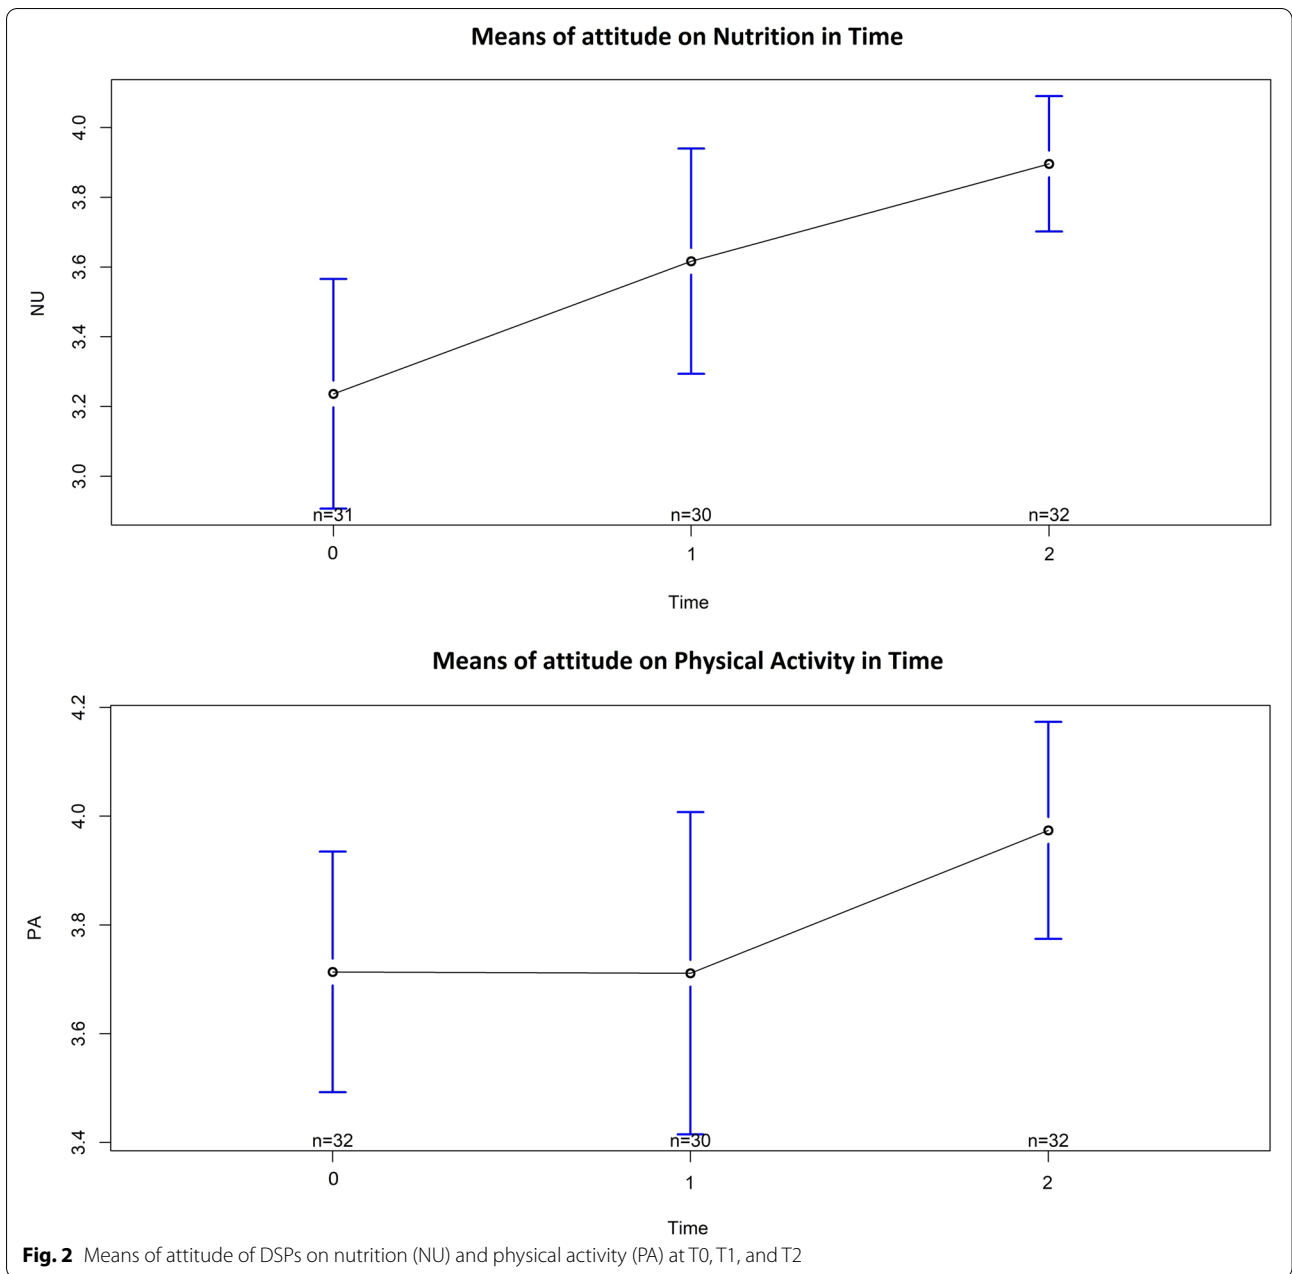 Means of attitude on Nutrition in Time
4.0
3.8
3.6
3.4
3.2
3.0
NU
n=31 n=30 n=32
0 1 2
Time
Means of attitude on Physical Activity in Time
4.2
4.0
3.8
3.6
3.4
PA
n=32 n=30 n=32
0 1 2
Time
Fig. 2 Means of attitude of DSPs on nutrition (NU) and physical activity (PA) at T0, T1, and T2